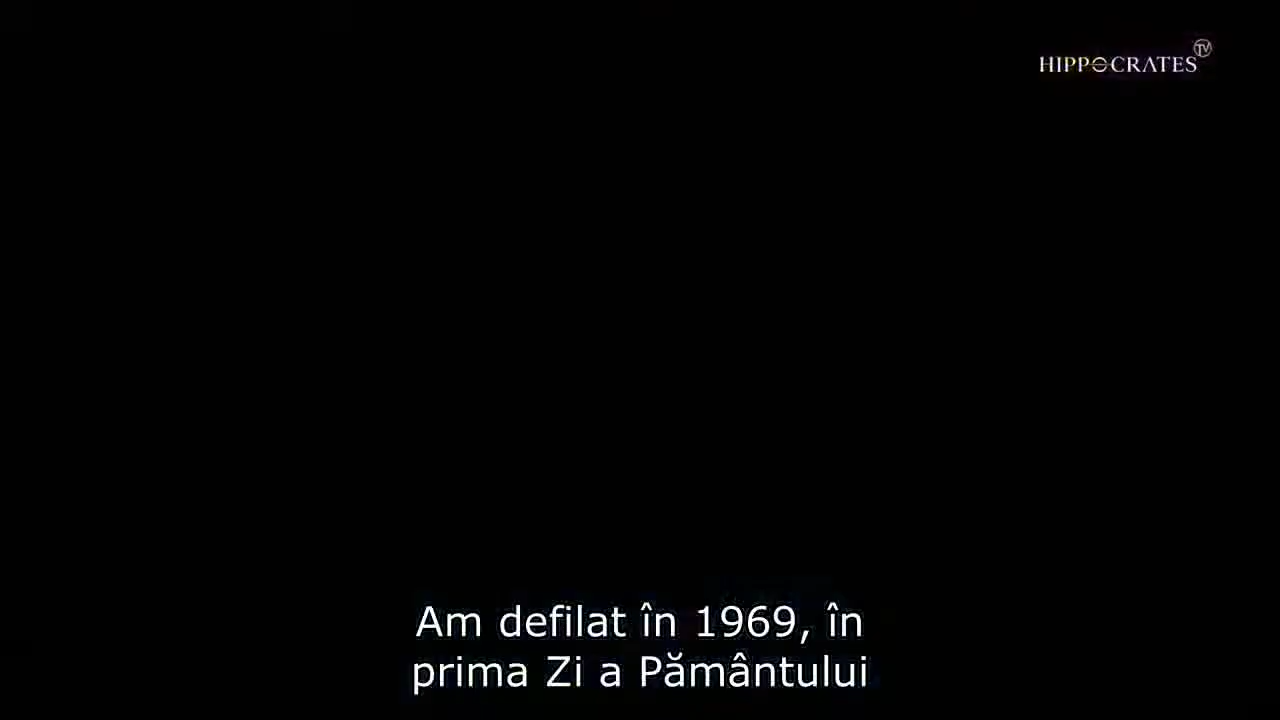 HIPPOCRATES TV
Am defilat în 1969, în
prima Zi a Pământului